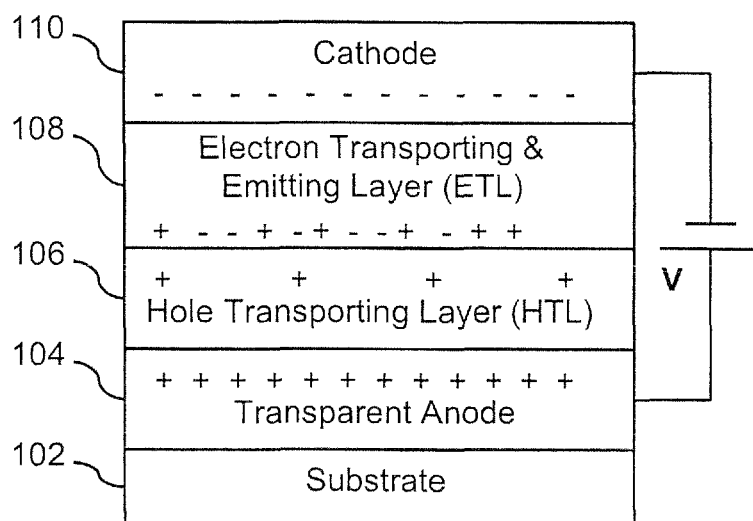 110
Cathode
- - - - - - - - - - - -
108
Electron Transporting &
Emitting Layer (ETL)
+ - - + - + - - + - + +
106
+ + + +
Hole Transporting Layer (HTL)
V
104
+ + + + + + + + + + + +
Transparent Anode
102
Substrate